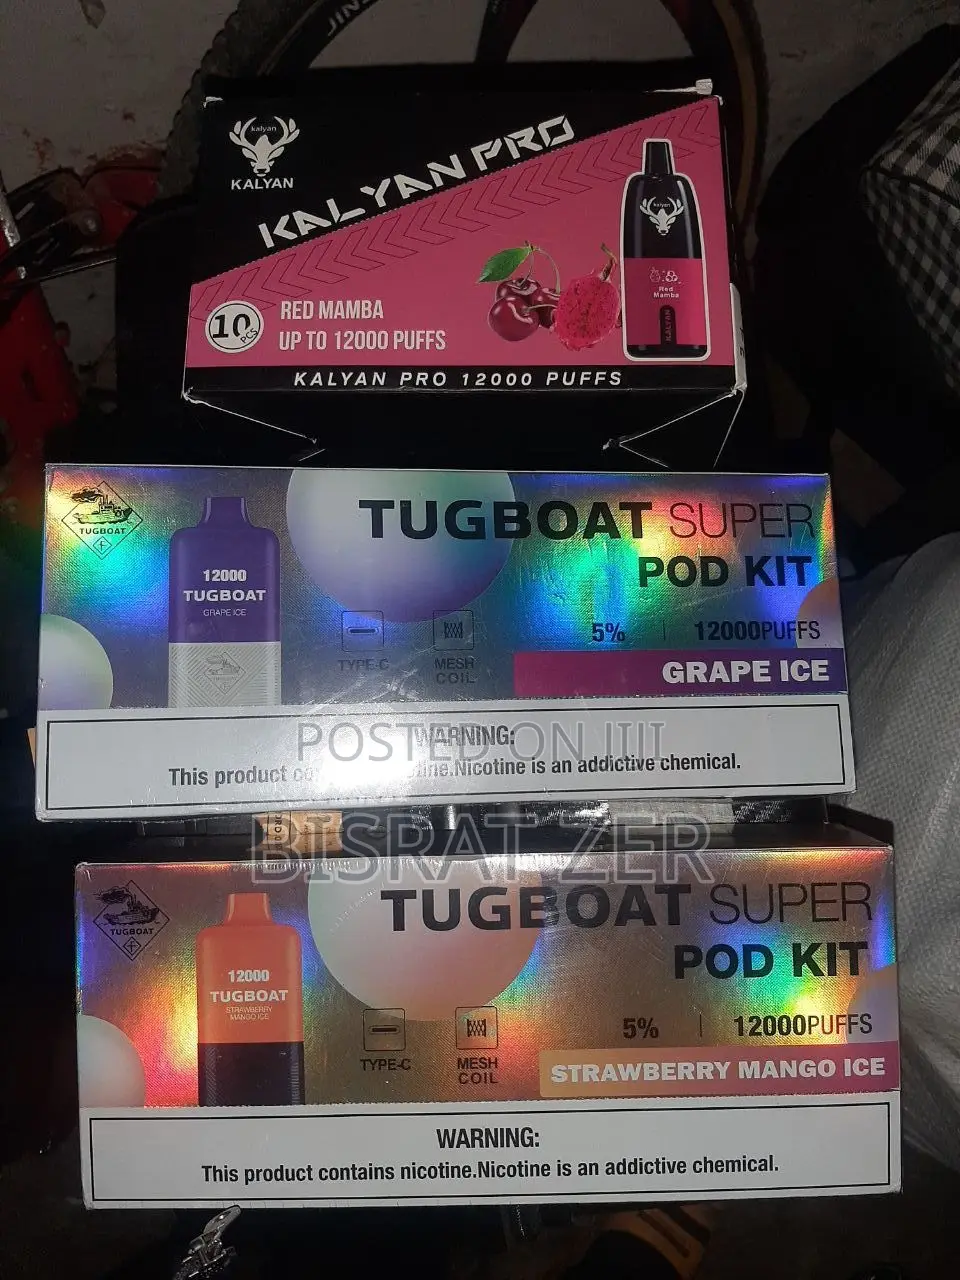 kalyan
KALYAN
KALYAN PRO
kalyan
Red
Mamba
KALYAN
10
PCS
RED MAMBA
UP TO 12000 PUFFS
KALYAN PRO 12000 PUFFS
TUGBOAT
TUGBOAT SUPER
POD KIT
12000
TUGBOAT
GRAPE ICE
TYPE-C
MESH
COIL
5% | 12000PUFFS
GRAPE ICE
WARNING:
This product Nicotine is an addictive chemical.
POSTED ON JIJI
BISRAT ZER
TUGBOAT
TUGBOAT SUPER
POD KIT
12000
TUGBOAT
STRAWBERRY
MANGO ICE
TYPE-C
MESH
COIL
5% | 12000PUFFS
STRAWBERRY MANGO ICE
WARNING:
This product contains nicotine.Nicotine is an addictive chemical.